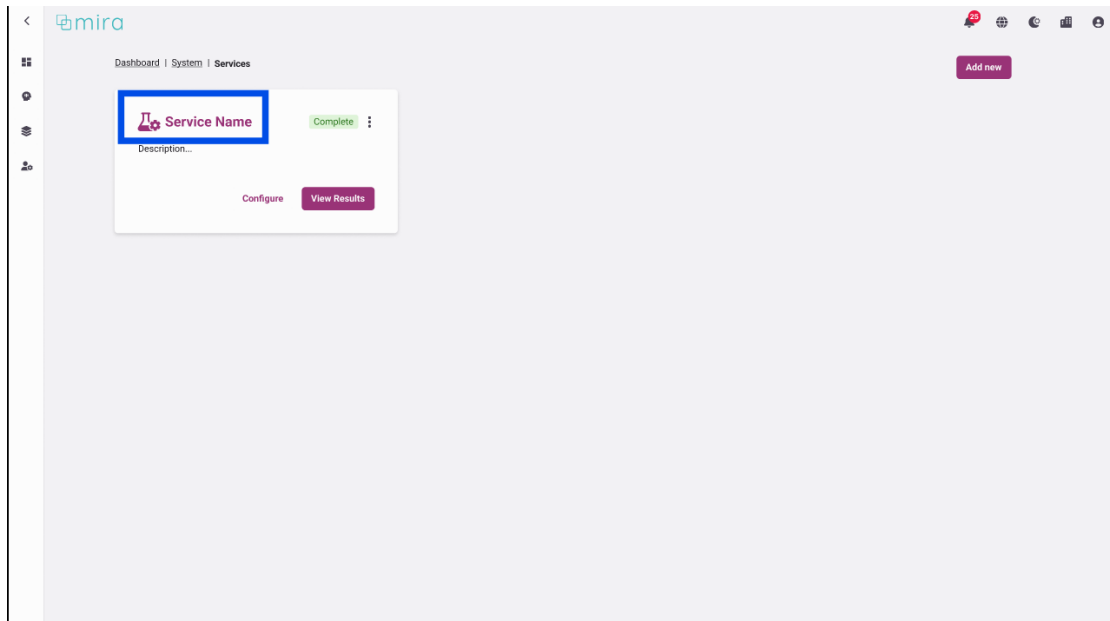 mira
25
Dashboard | System | Services
Add new
Service Name
Complete
Description...
Configure
View Results